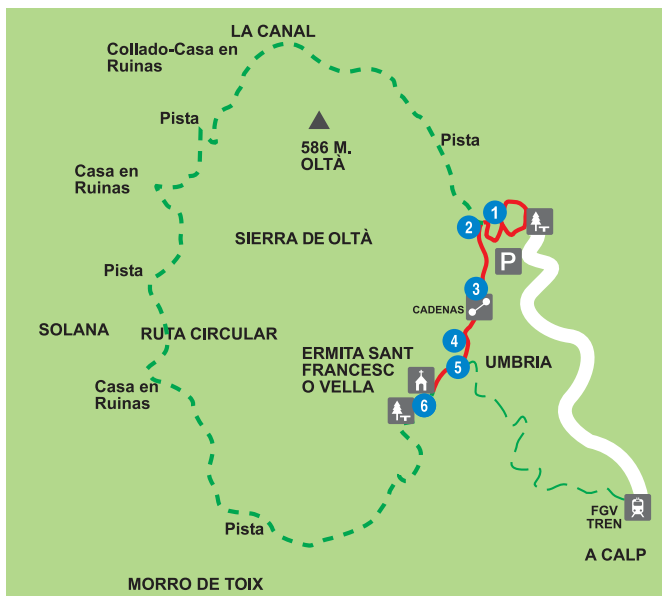 LA CANAL
Collado-Casa en
Ruinas
Pista
586 M.
OLTÀ
Pista
Casa en
Ruinas
1
2
SIERRA DE OLTÀ
P
Pista
3
CADENAS
SOLANA
RUTA CIRCULAR
4
ERMITA SANT
FRANCESC
O VELLA
UMBRIA
5
Casa en
Ruinas
6
FGV
TREN
Pista
A CALP
MORRO DE TOIX